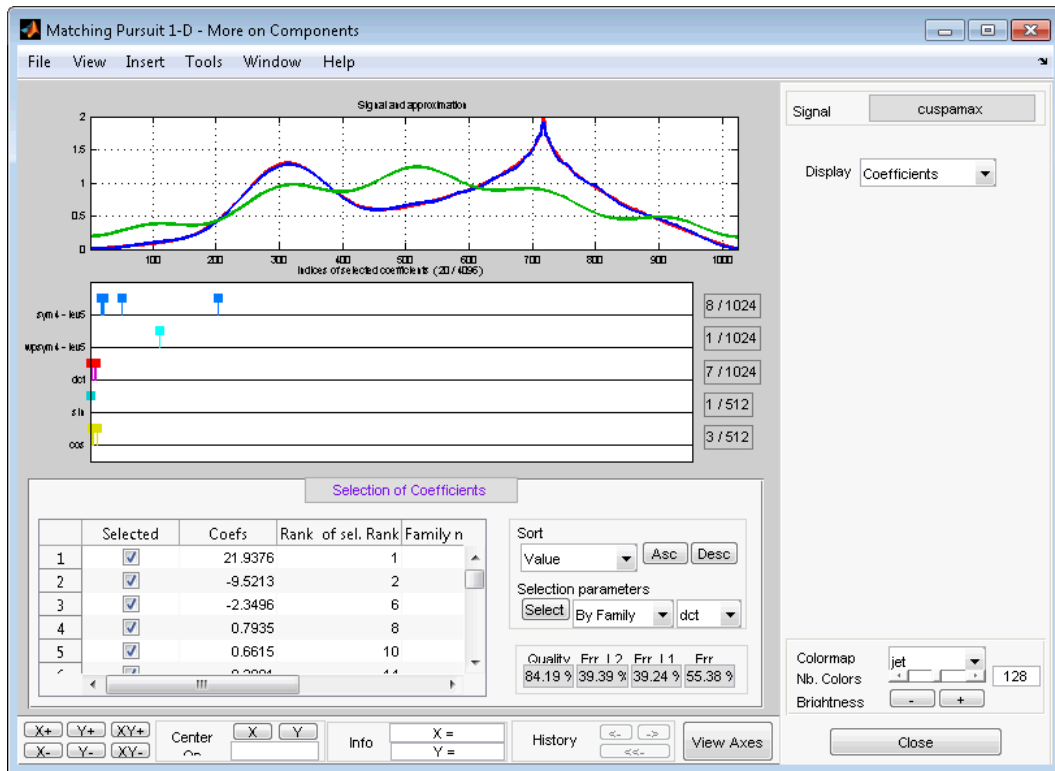 Matching Pursuit 1-D - More on Components
File View Insert Tools Window Help
Signal and approximation
2
1.5
1
0.5
0
100 200 300 400 500 600 700 800 900 1000
Indices of selected coefficients (20 / 4096)
sym4 - lev5
wpsym4 - lev5
dct
sin
cos
8 / 1024
1 / 1024
7 / 1024
1 / 512
3 / 512
Signal cuspamax
Display Coefficients
Selection of Coefficients
Selected Coefs Rank of sel. Rank Family n
1 21.9376 1
2 -9.5213 2
3 -2.3496 6
4 0.7935 8
5 0.6615 10
Sort
Value Asc Desc
Selection parameters
Select By Family dct
Quality Err. L2 Err. L1 Err.
84.19 % 39.39 % 39.24 % 55.38 %
Colormap jet
Nb. Colors 128
Brightness - +
X+ Y+ XY+
X- Y- XY-
Center
On
X Y
Info
X =
Y =
History
<- ->
<<-
View Axes
Close